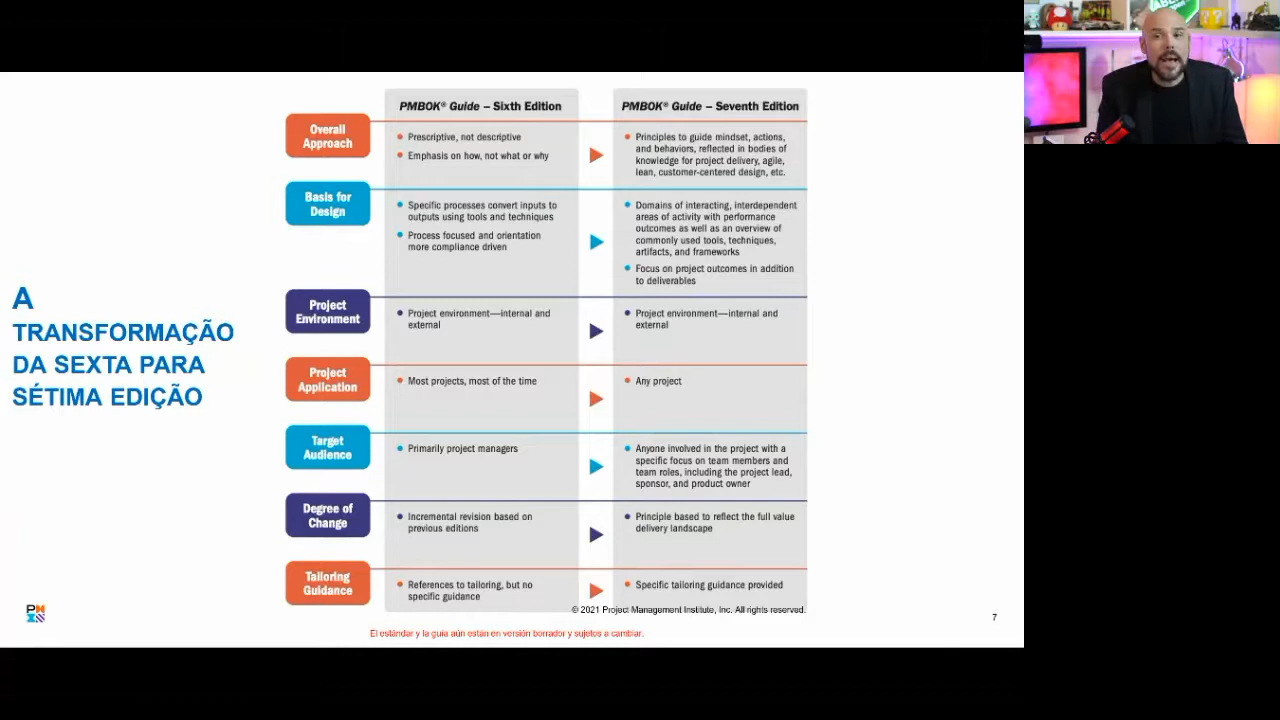 PMBOK® Guide – Sixth Edition
PMBOK® Guide – Seventh Edition
Overall
Approach
Prescriptive, not descriptive
Emphasis on how, not what or why
Principles to guide mindset, actions,
and behaviors, reflected in bodies of
knowledge for project delivery, agile,
lean, customer-centered design, etc.
Basis for
Design
Specific processes convert inputs to
outputs using tools and techniques
Process focused and orientation
more compliance driven
Domains of interacting, interdependent
areas of activity with performance
outcomes as well as an overview of
commonly used tools, techniques,
artifacts, and frameworks
Focus on project outcomes in addition
to deliverables
A
TRANSFORMAÇÃO
DA SEXTA PARA
SÉTIMA EDIÇÃO
Project
Environment
Project environment—internal and
external
Project environment—internal and
external
Project
Application
Most projects, most of the time
Any project
Target
Audience
Primarily project managers
Anyone involved in the project with a
specific focus on team members and
team roles, including the project lead,
sponsor, and product owner
Degree of
Change
Incremental revision based on
previous editions
Principle based to reflect the full value
delivery landscape
Tailoring
Guidance
References to tailoring, but no
specific guidance
Specific tailoring guidance provided
© 2021 Project Management Institute, Inc. All rights reserved.
7
El estándar y la guía aún están en versión borrador y sujetos a cambiar.